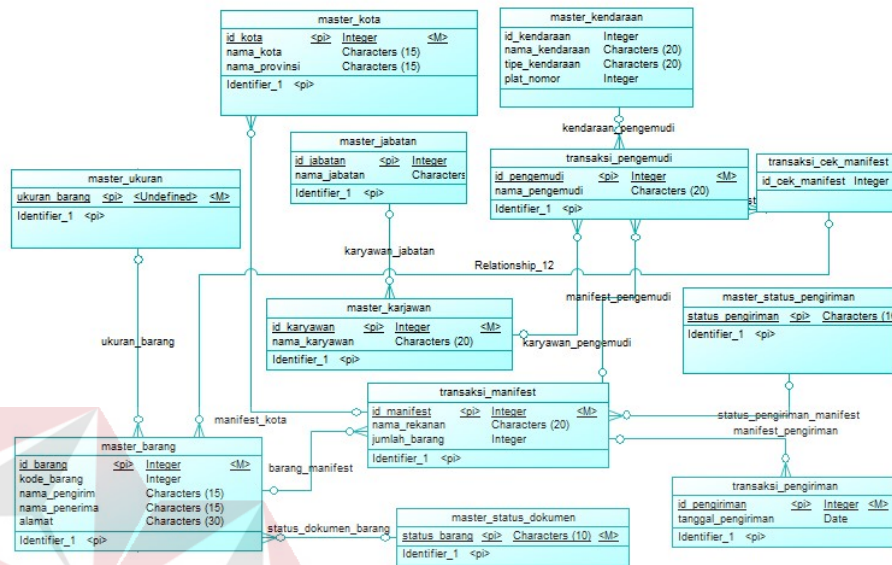 master_kota
id_kota <pi> Integer <M>
nama_kota Characters (15)
nama_provinsi Characters (15)
Identifier_1 <pi>
master_kendaraan
id_kendaraan Integer
nama_kendaraan Characters (20)
tipe_kendaraan Characters (20)
plat_nomor Integer
kendaraan_pengemudi
master_jabatan
id_jabatan <pi> Integer
nama_jabatan Characters
Identifier_1 <pi>
transaksi_pengemudi
id_pengemudi <pi> Integer <M>
nama_pengemudi Characters (20)
Identifier_1 <pi>
transaksi_cek_manifest
id_cek_manifest Integer
st
master_ukuran
ukuran_barang <pi> <Undefined> <M>
Identifier_1 <pi>
karyawan_jabatan
Relationship_12
master_karjawan
id_karyawan <pi> Integer <M>
nama_karyawan Characters (20)
Identifier_1 <pi>
manifest_pengemudi
karyawan_pengemudi
master_status_pengiriman
status_pengiriman <pi> Characters (10
Identifier_1 <pi>
ukuran_barang
transaksi_manifest
id_manifest <pi> Integer <M>
nama_rekanan Characters (20)
jumlah_barang Integer
Identifier_1 <pi>
manifest_kota
status_pengiriman_manifest
manifest_pengiriman
master_barang
id_barang <pi> Integer <M>
kode_barang Integer
nama_pengirim Characters (15)
nama_penerima Characters (15)
alamat Characters (30)
Identifier_1 <pi>
barang_manifest
transaksi_pengiriman
id_pengiriman <pi> Integer <M>
tanggal_pengiriman Date
Identifier_1 <pi>
status_dokumen_barang
master_status_dokumen
status_barang <pi> Characters (10) <M>
Identifier_1 <pi>